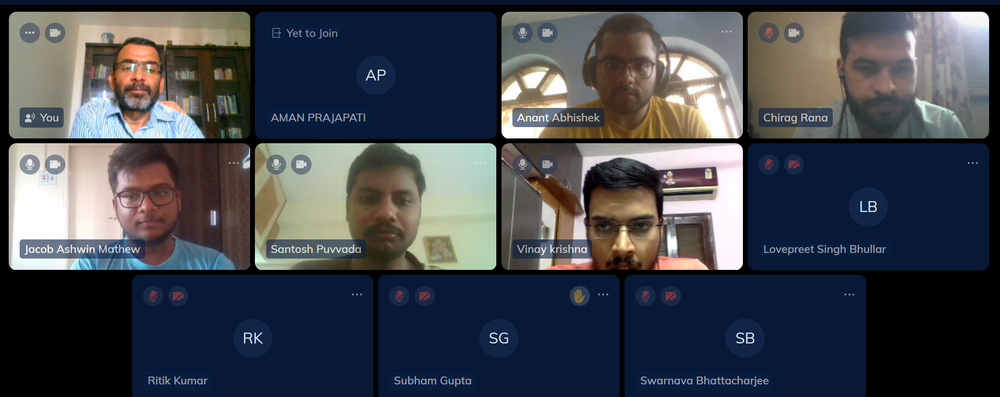 You
Yet to Join
AP
AMAN PRAJAPATI
Anant Abhishek
Chirag Rana
Jacob Ashwin Mathew
Santosh Puvvada
Vinay krishna
LB
Lovepreet Singh Bhullar
RK
Ritik Kumar
SG
Subham Gupta
SB
Swarnava Bhattacharjee